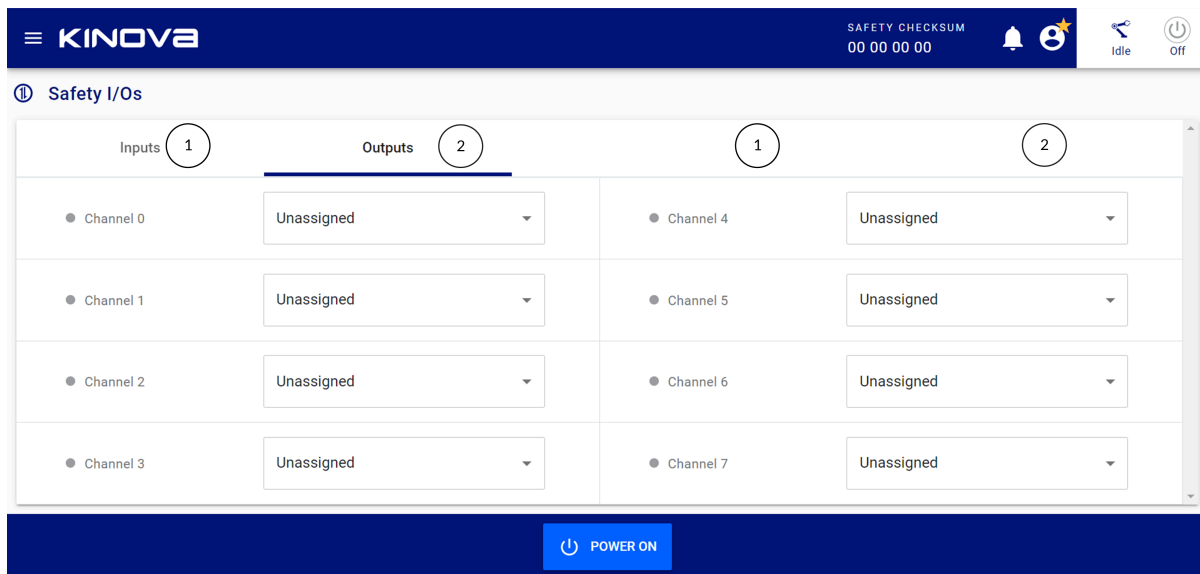 KINOVA
SAFETY CHECKSUM
00 00 00 00
Idle
Off
Safety I/Os
Inputs 1 Outputs 2 1 2
Channel 0 Unassigned Channel 4 Unassigned
Channel 1 Unassigned Channel 5 Unassigned
Channel 2 Unassigned Channel 6 Unassigned
Channel 3 Unassigned Channel 7 Unassigned
POWER ON